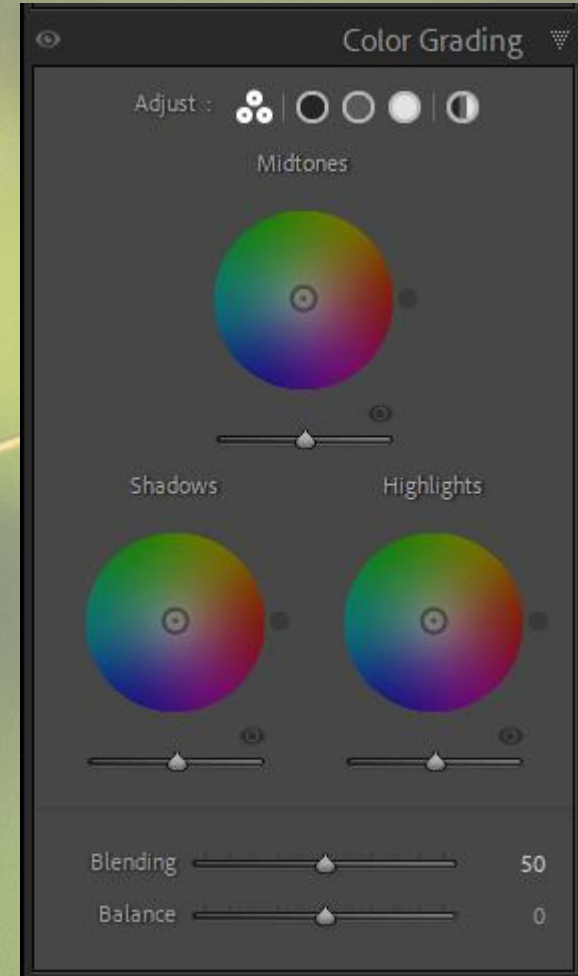 Color Grading
Adjust :
Midtones
Shadows Highlights
Blending 50
Balance 0